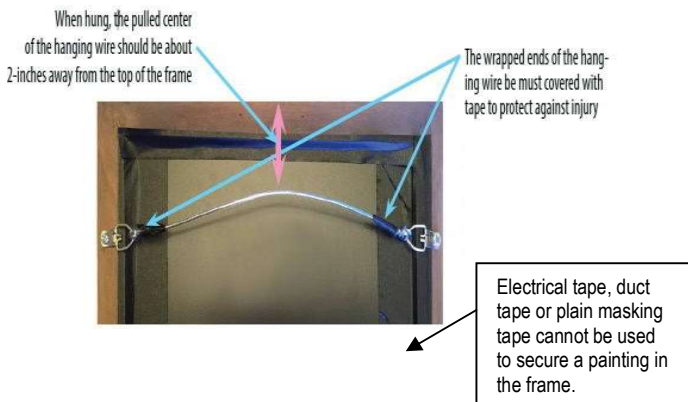 When hung, the pulled center
of the hanging wire should be about
2-inches away from the top of the frame
The wrapped ends of the hang-
ing wire be must covered with
tape to protect against injury
Electrical tape, duct
tape or plain masking
tape cannot be used
to secure a painting in
the frame.